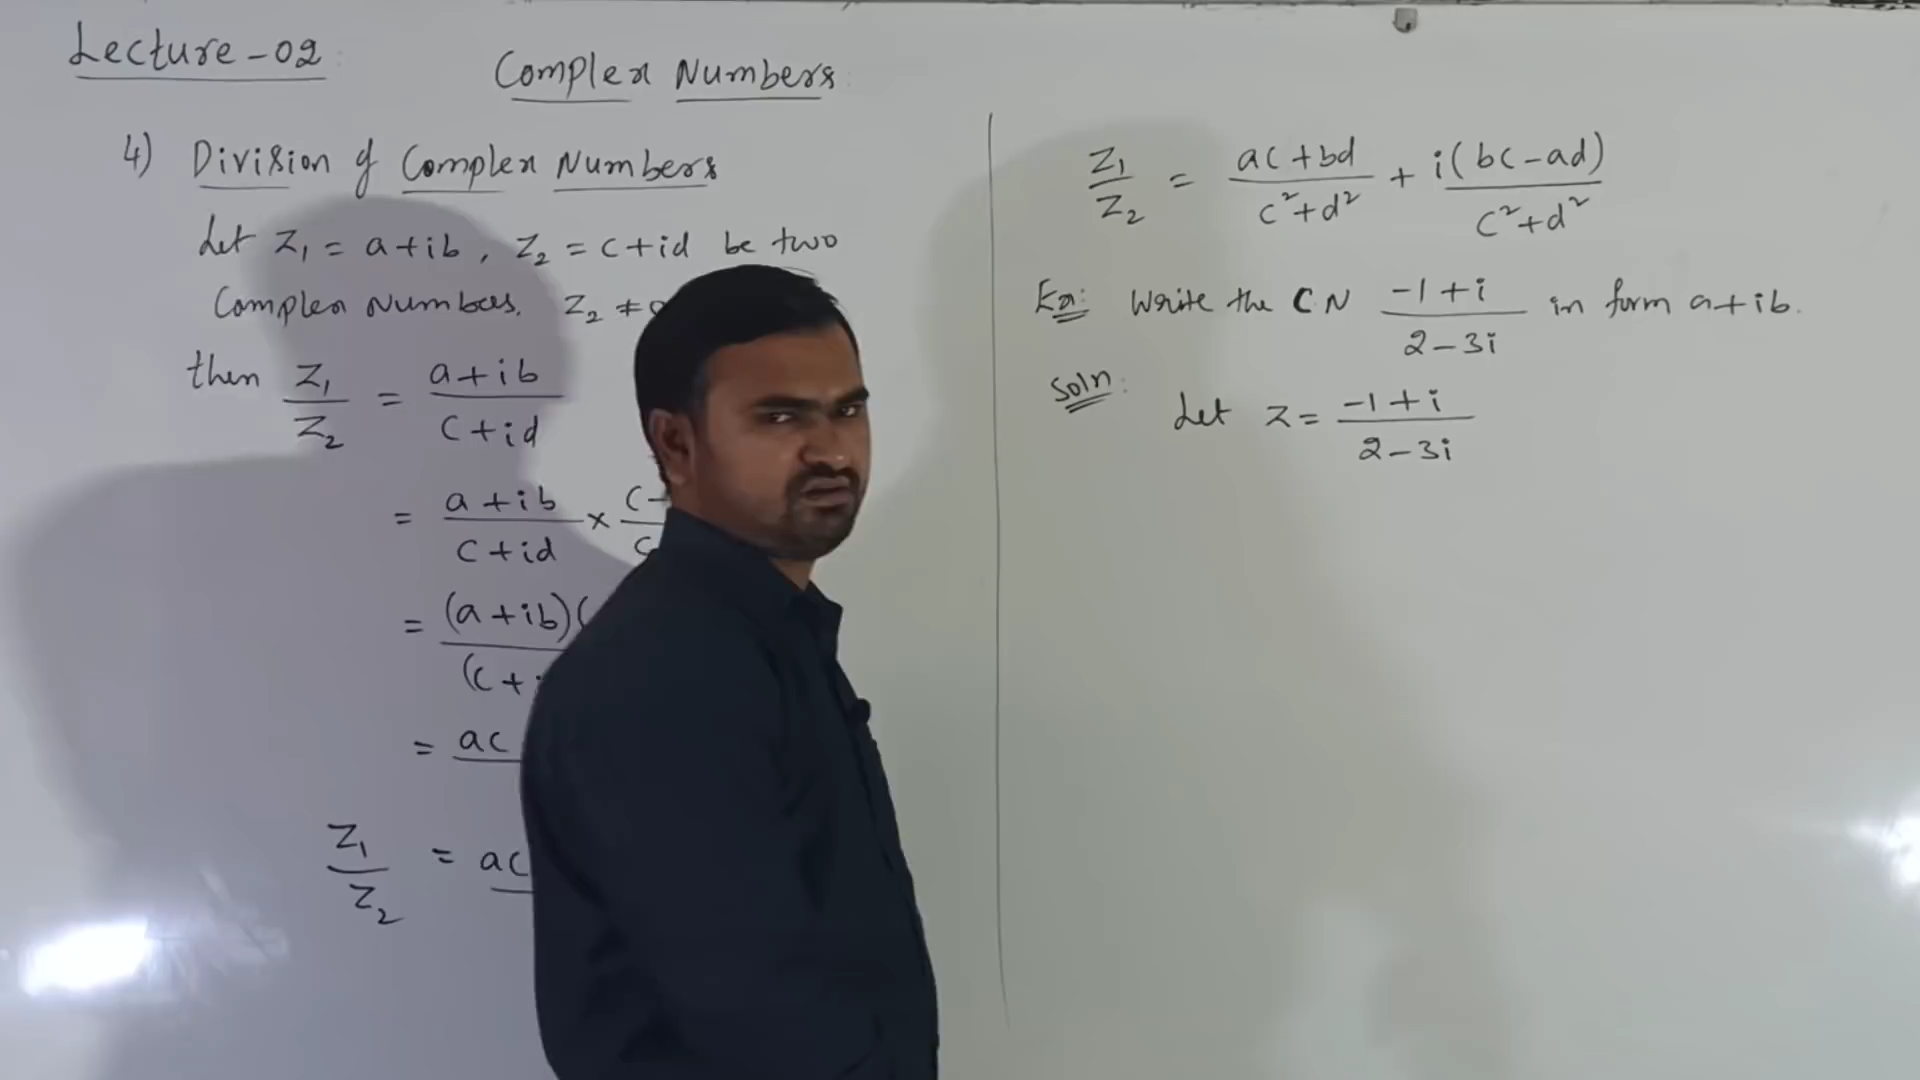 Lecture-02
Complex Numbers
4) Division of Complex Numbers
Let z₁ = a+ib, z₂ = c+id be two
Complex Numbers. z₂ ≠
then z₁/z₂ = (a+ib)/(c+id)
= (a+ib)/(c+id) ×
= (a+ib)(
(c+
= ac
z₁/z₂ = ac
z₁/z₂ = (ac+bd)/(c²+d²) + i(bc-ad)/(c²+d²)
Ex: Write the CN (-1+i)/(2-3i) in form a+ib.
Soln:
Let z = (-1+i)/(2-3i)